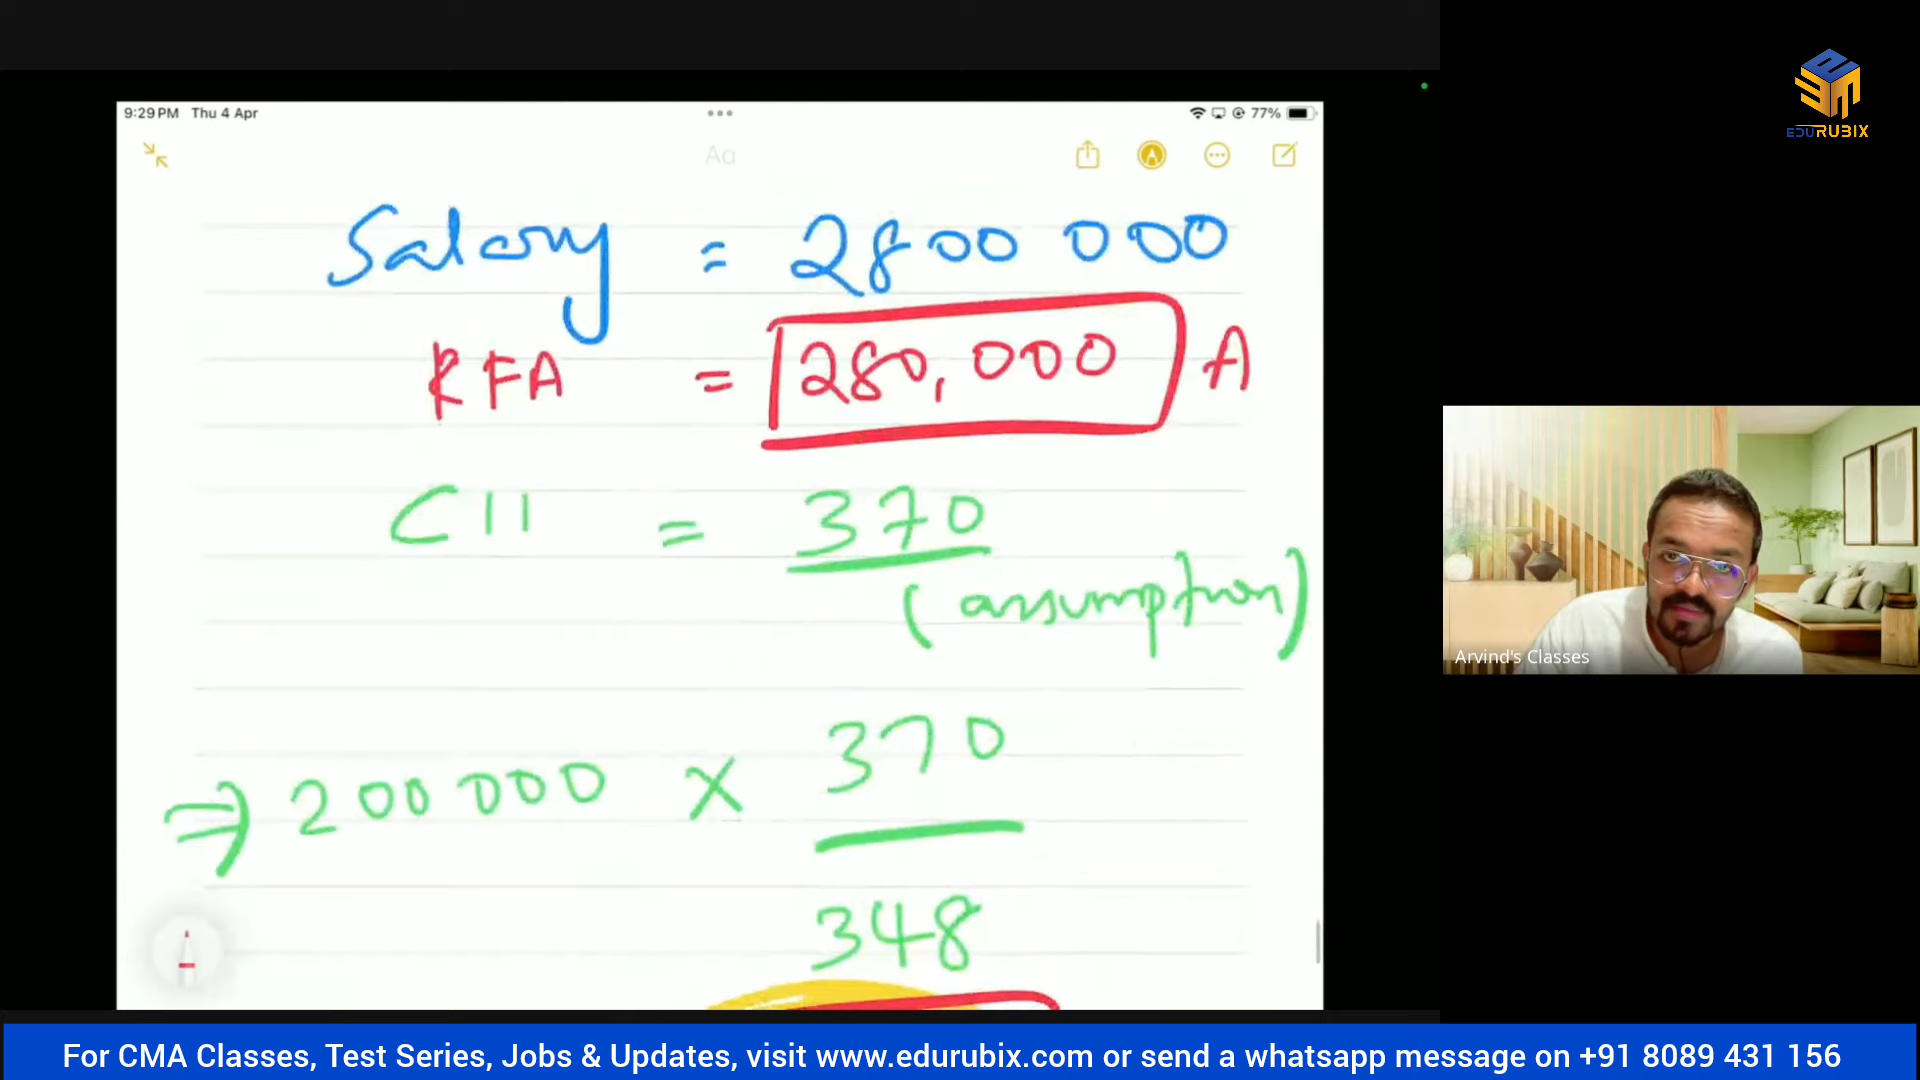 9:29 PM Thu 4 Apr
77%
Aa
Salary = 2800 000
RFA = 280,000 A
CII = 370
(assumption)
⇒ 200 000 × 370
348
EDURUBIX
Arvind's Classes
For CMA Classes, Test Series, Jobs & Updates, visit www.edurubix.com or send a whatsapp message on +91 8089 431 156